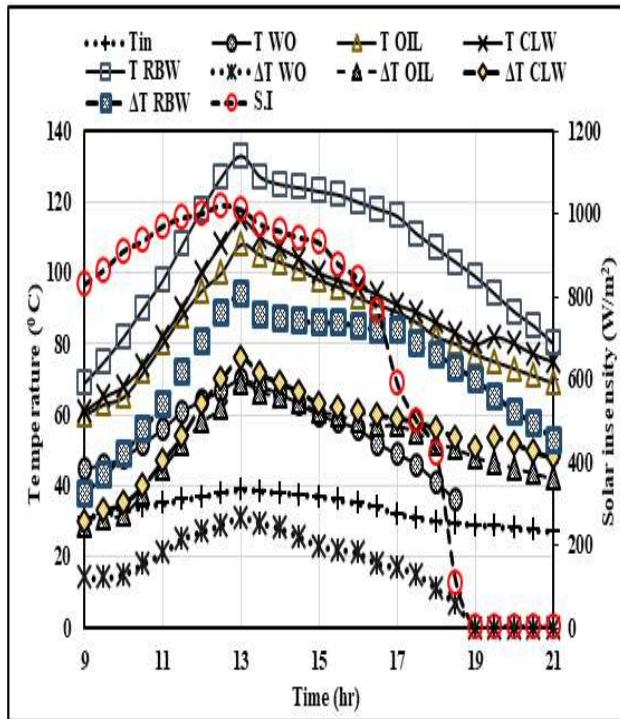 Tin T WO T OIL T CLW
T RBW ΔT WO ΔT OIL ΔT CLW
ΔT RBW S.I
140 1200
120 1000
100 800
80 600
60 400
40 200
20 0
0
9 11 13 15 17 19 21
Temperature (⁰ C)
Solar insensity (W/m²)
Time (hr)